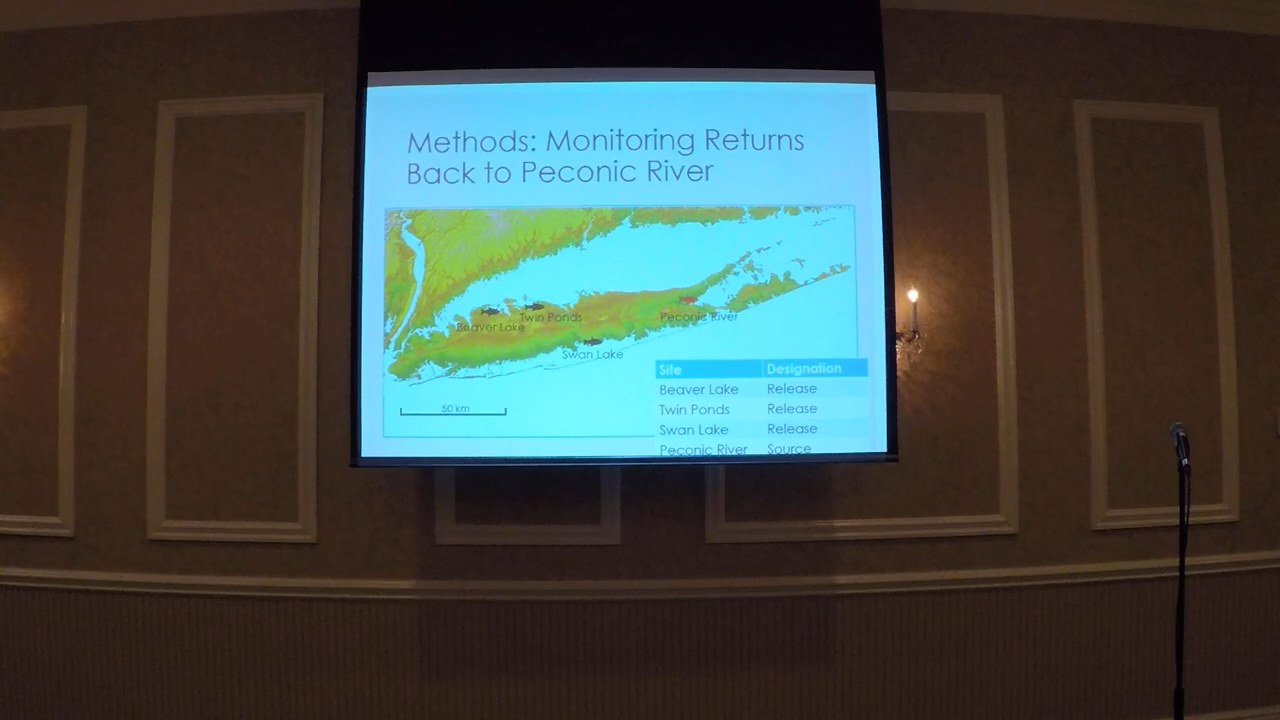 Methods: Monitoring Returns
Back to Peconic River
Twin Ponds
Peconic River
Beaver Lake
Swan Lake
50 km
Site Designation
Beaver Lake Release
Twin Ponds Release
Swan Lake Release
Peconic River Source